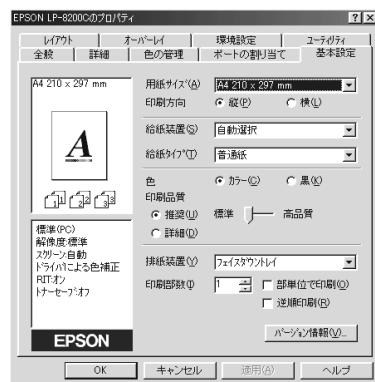 EPSON LP-8200Cのプロパティ
レイアウト オーバーレイ 環境設定 ユーティリティ
全般 詳細 色の管理 ポートの割り当て 基本設定
A4 210 x 297 mm
用紙サイズ(A) A4 210 x 297 mm
印刷方向 縦(P) 横(L)
給紙装置(S) 自動選択
給紙タイプ(T) 普通紙
A
色 カラー(C) 黒(K)
印刷品質
推奨(U) 標準 高品質
詳細(D)
標準(PC)
解像度:標準
スクリーン:自動
ドライバによる色補正
RIT:オン
トナーセーブ:オフ
排紙装置(Y) フェイスダウントレイ
印刷部数(I) 1 部単位で印刷(O)
逆順印刷(R)
バージョン情報(V)...
EPSON
OK キャンセル 適用(A) ヘルプ